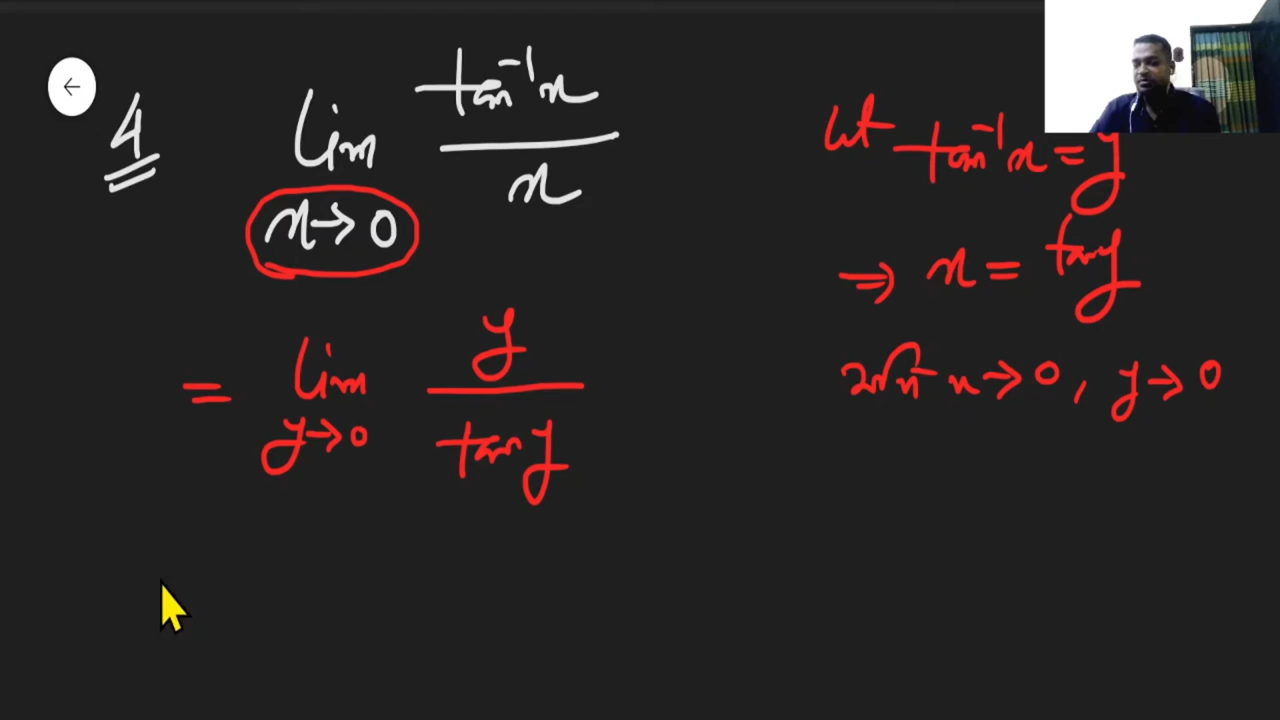 4
lim x→0 tan⁻¹x / x
= lim y→0 y / tan y
let tan⁻¹x = y
⇒ x = tan y
যখন x→0, y→0